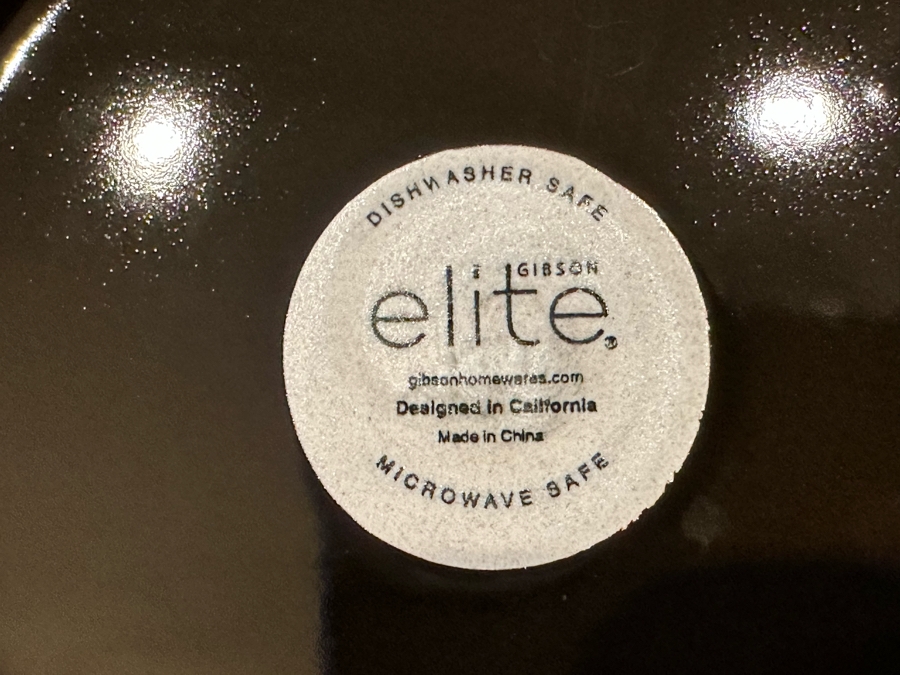 DISHWASHER SAFE
GIBSON
elite®
gibsonhomewares.com
Designed in California
Made in China
MICROWAVE SAFE